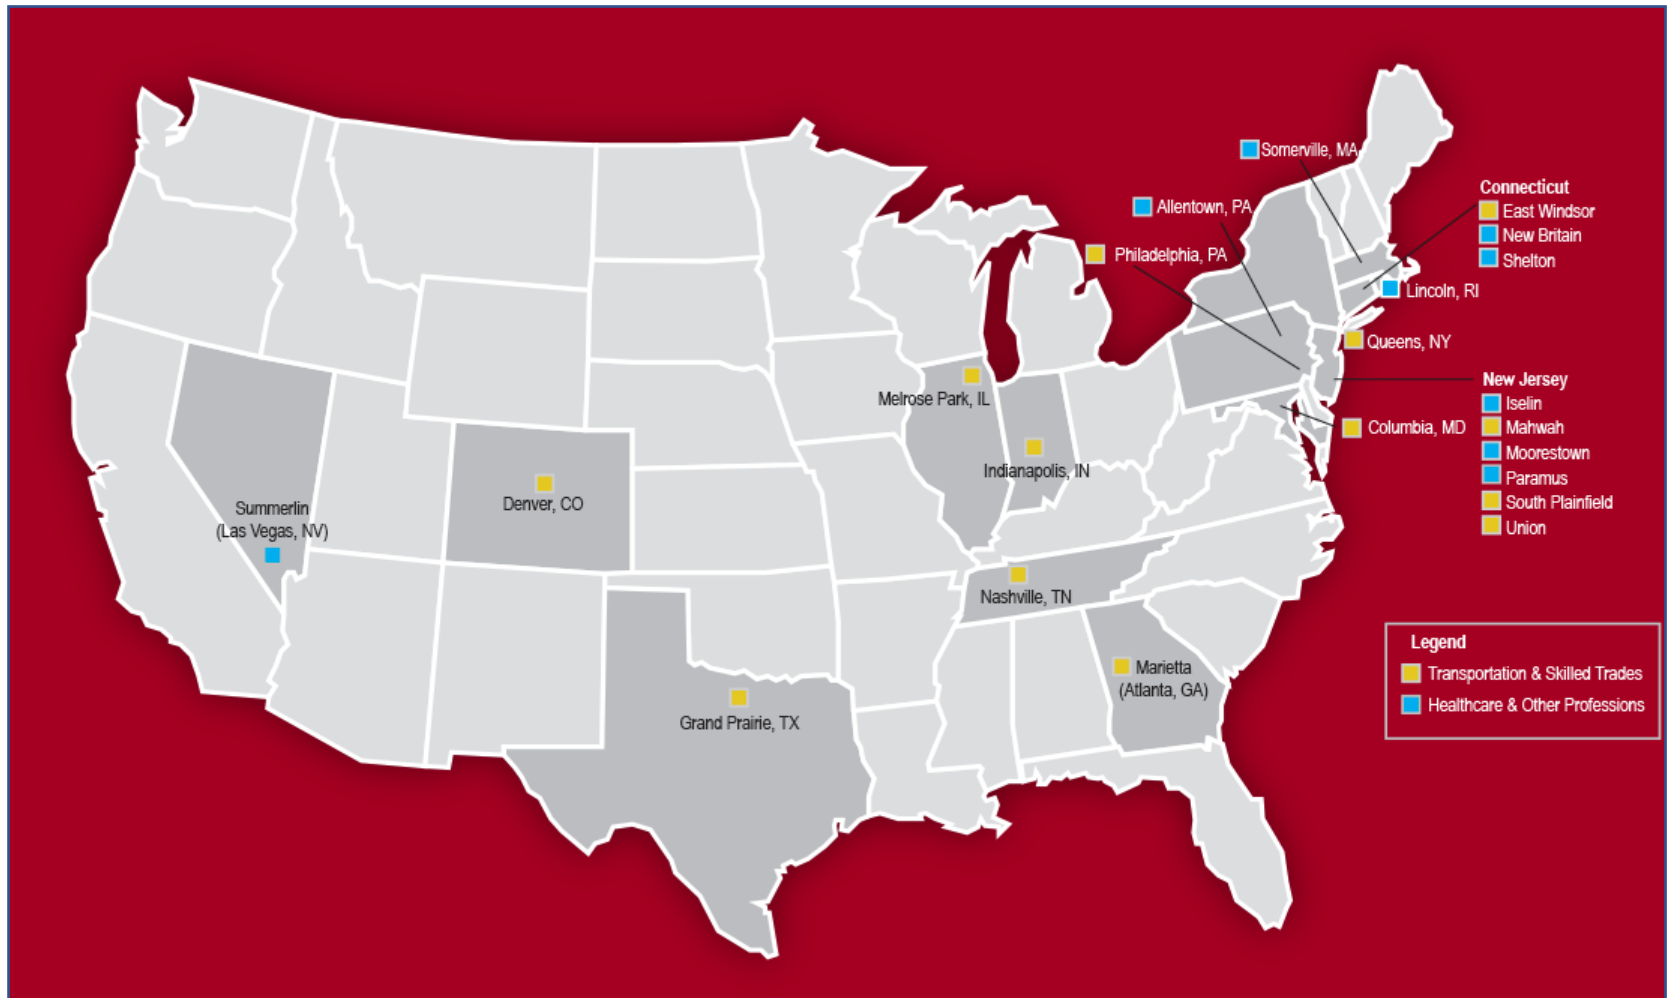 Somerville, MA
Allentown, PA
Philadelphia, PA
Connecticut
East Windsor
New Britain
Shelton
Lincoln, RI
Queens, NY
New Jersey
Iselin
Mahwah
Moorestown
Paramus
South Plainfield
Union
Columbia, MD
Melrose Park, IL
Indianapolis, IN
Denver, CO
Summerlin
(Las Vegas, NV)
Nashville, TN
Marietta
(Atlanta, GA)
Grand Prairie, TX
Legend
Transportation & Skilled Trades
Healthcare & Other Professions